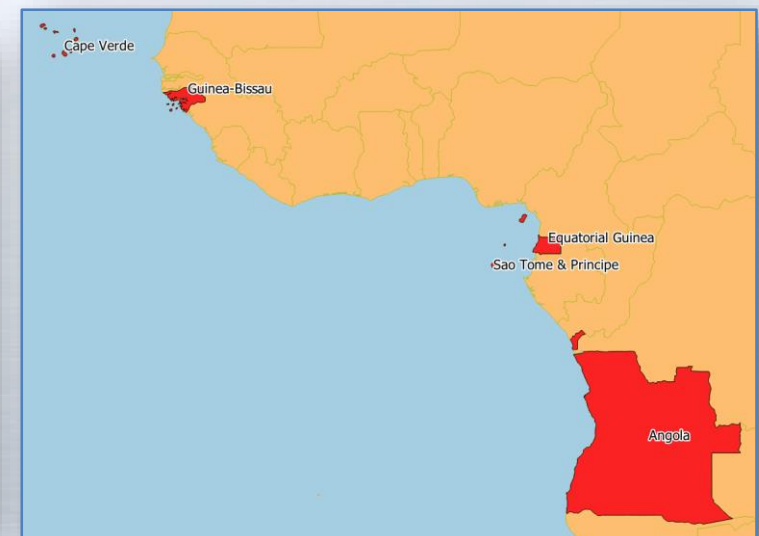 Cape Verde
Guinea-Bissau
Equatorial Guinea
Sao Tome & Principe
Angola